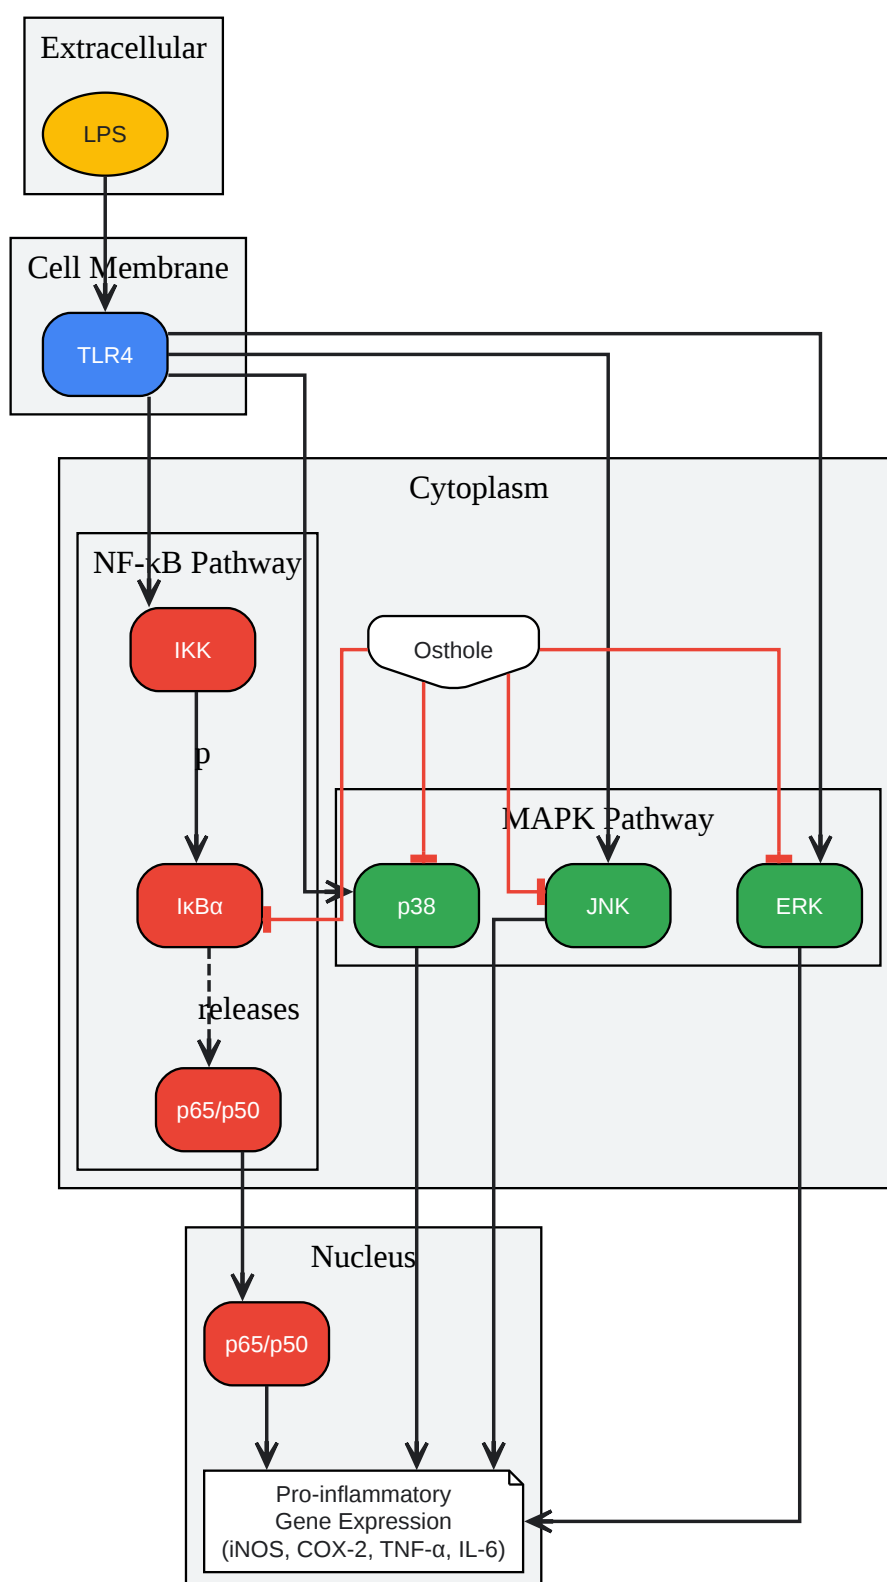 Extracellular
LPS
Cell Membrane
TLR4
Cytoplasm
NF-κB Pathway
IKK
Osthole
p
MAPK Pathway
IκBα
p38
JNK
ERK
releases
p65/p50
Nucleus
p65/p50
Pro-inflammatory
Gene Expression
(iNOS, COX-2, TNF-α, IL-6)